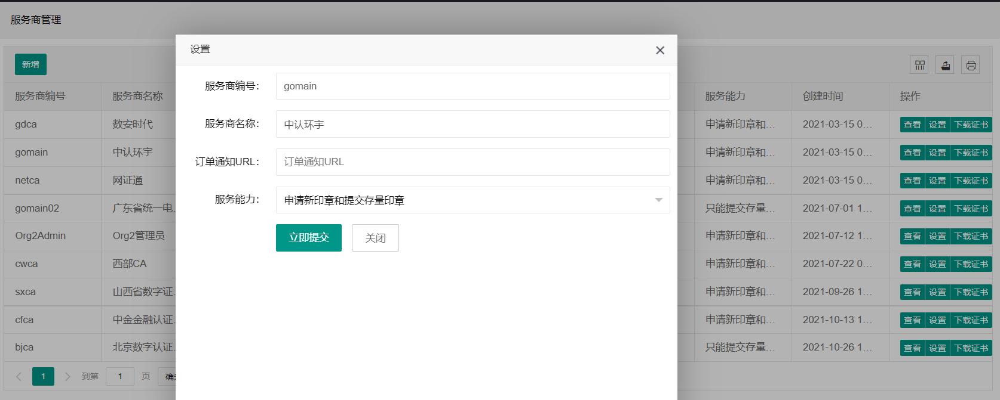 服务商管理
设置
新增
服务商编号: gomain
服务商编号 服务商名称 服务能力 创建时间 操作
服务商名称: 中认环宇
gdca 数安时代 申请新印章和... 2021-03-15 0... 查看 设置 下载证书
gomain 中认环宇 申请新印章和... 2021-03-15 0... 查看 设置 下载证书
订单通知URL: 订单通知URL
netca 网证通 申请新印章和... 2021-03-15 0... 查看 设置 下载证书
服务能力: 申请新印章和提交存量印章
gomain02 广东省统一电 只能提交存量... 2021-07-01 1... 查看 设置 下载证书
立即提交 关闭
Org2Admin Org2管理员 申请新印章和... 2021-07-12 1... 查看 设置 下载证书
cwca 西部CA 申请新印章和... 2021-07-22 0... 查看 设置 下载证书
sxca 山西省数字证 申请新印章和... 2021-09-26 1... 查看 设置 下载证书
cfca 中金金融认证 申请新印章和... 2021-10-13 1... 查看 设置 下载证书
bjca 北京数字认证 只能提交存量... 2021-10-26 1... 查看 设置 下载证书
1 到第 1 页 确